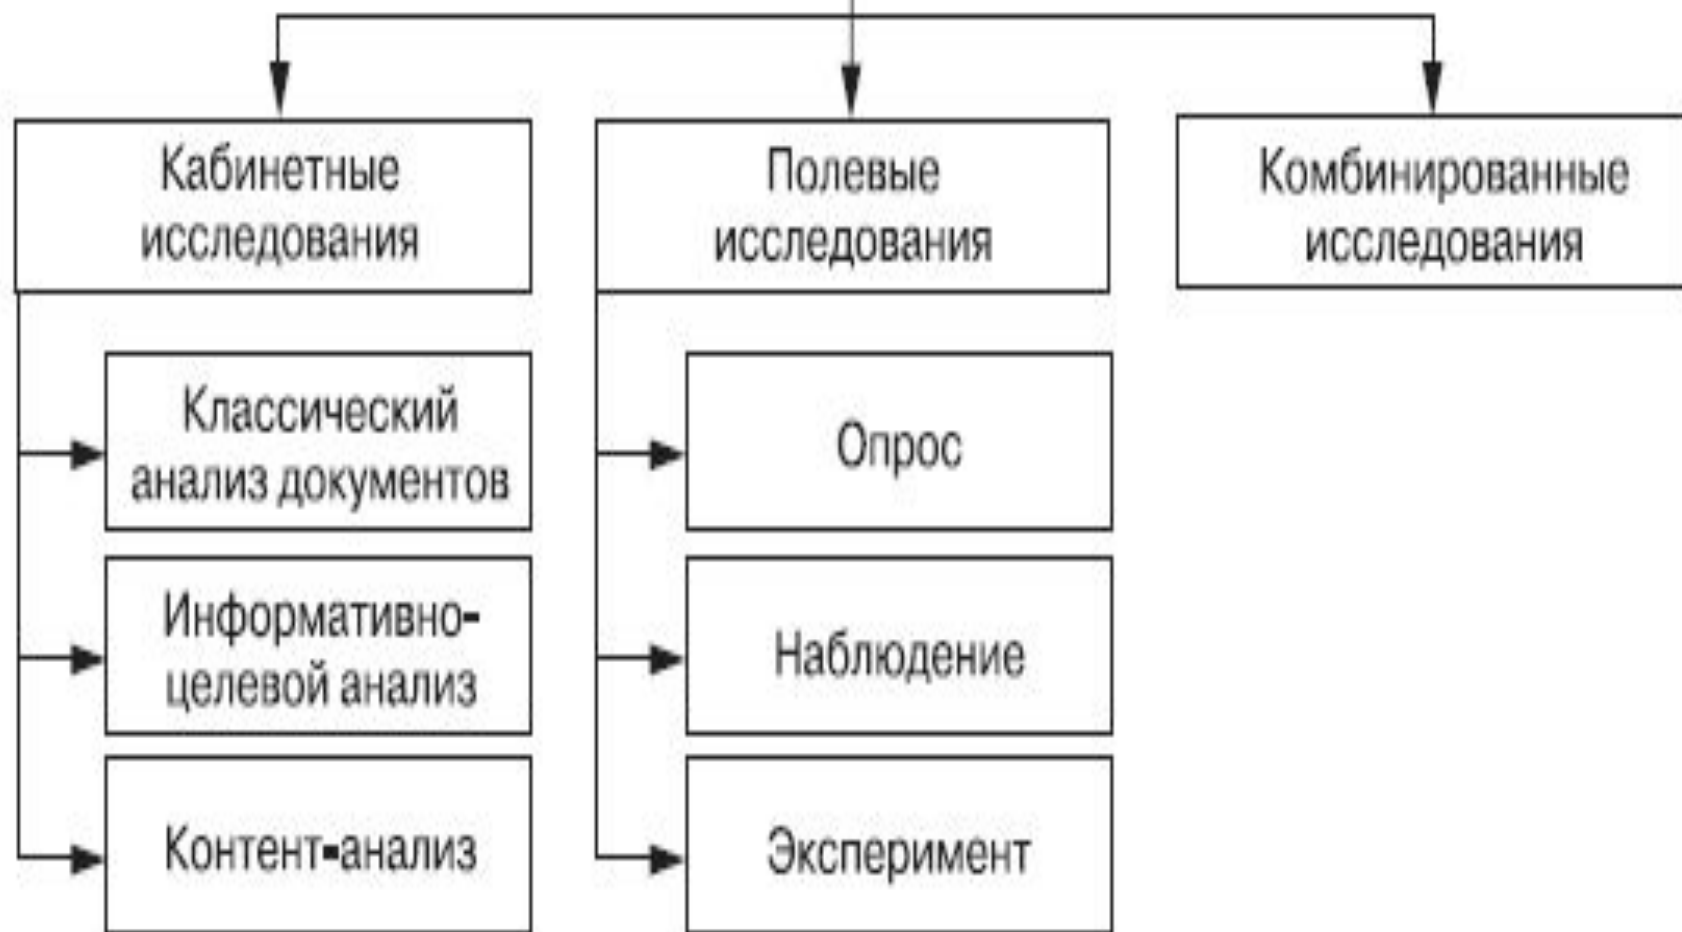 Кабинетные
исследования
Полевые
исследования
Комбинированные
исследования
Классический
анализ документов
Информативно-
целевой анализ
Контент-анализ
Опрос
Наблюдение
Эксперимент